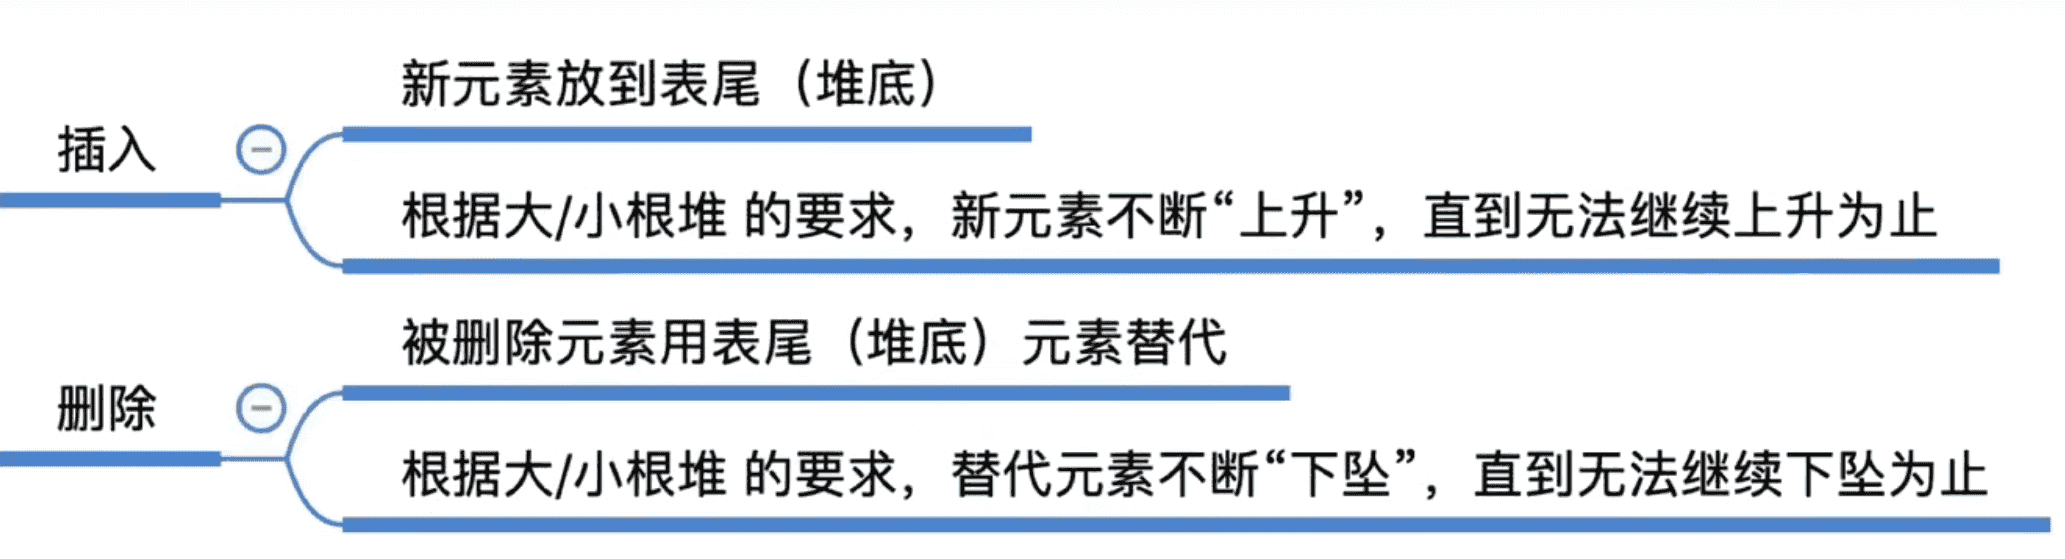 插入
新元素放到表尾（堆底）
根据大/小根堆 的要求，新元素不断“上升”，直到无法继续上升为止
删除
被删除元素用表尾（堆底）元素替代
根据大/小根堆 的要求，替代元素不断“下坠”，直到无法继续下坠为止